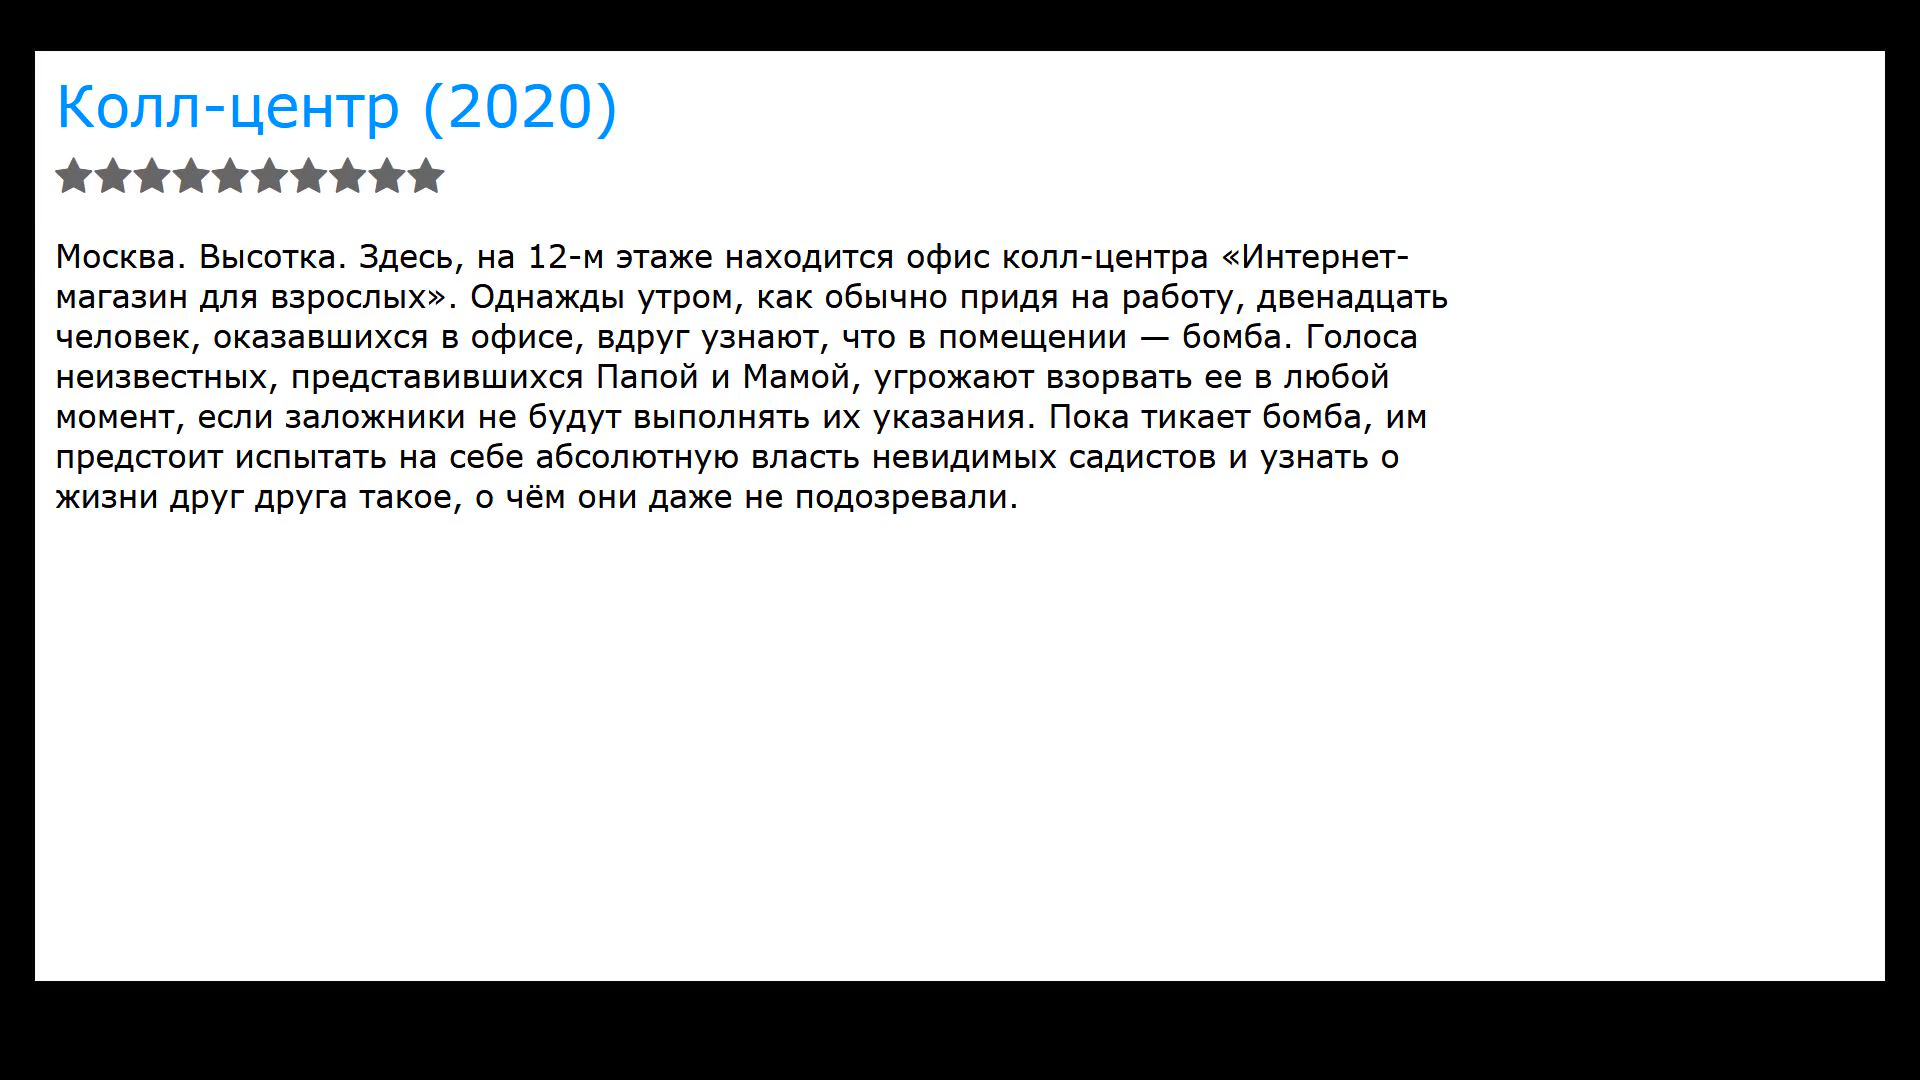 Колл-центр (2020)
Москва. Высотка. Здесь, на 12-м этаже находится офис колл-центра «Интернет-
магазин для взрослых». Однажды утром, как обычно придя на работу, двенадцать
человек, оказавшихся в офисе, вдруг узнают, что в помещении — бомба. Голоса
неизвестных, представившихся Папой и Мамой, угрожают взорвать ее в любой
момент, если заложники не будут выполнять их указания. Пока тикает бомба, им
предстоит испытать на себе абсолютную власть невидимых садистов и узнать о
жизни друг друга такое, о чём они даже не подозревали.